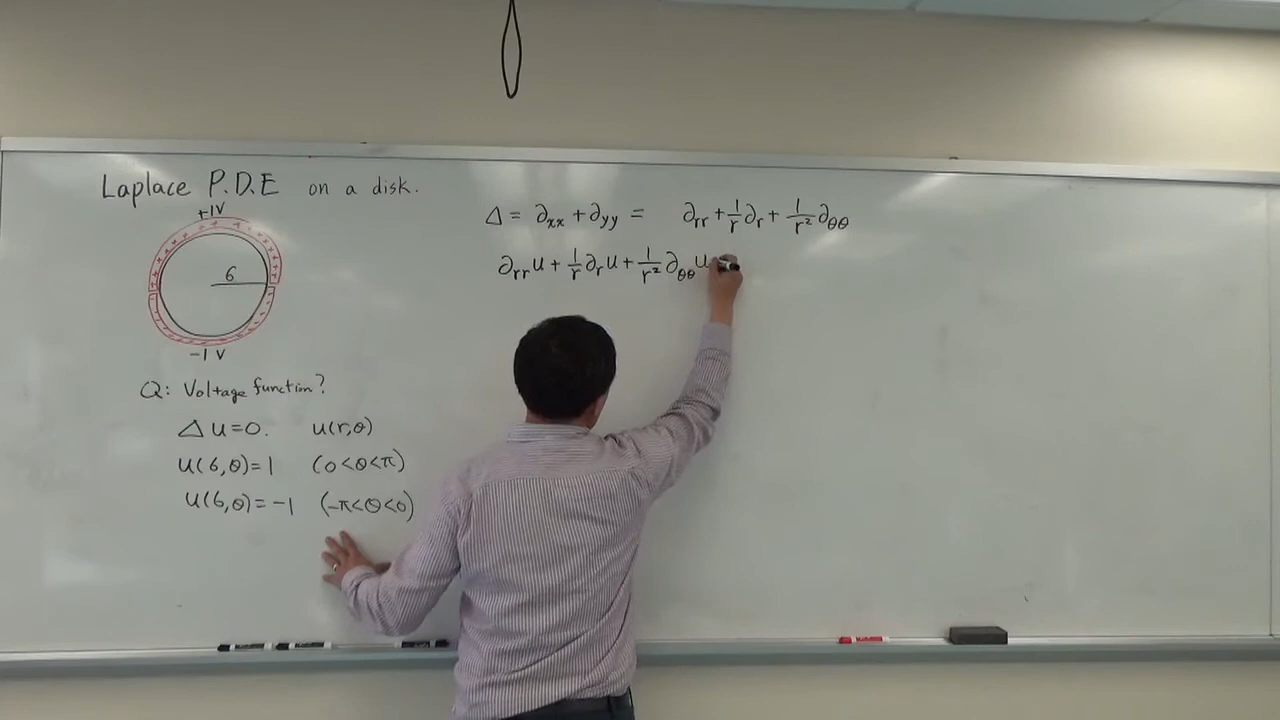 Laplace P.D.E on a disk.
+1V
6
-1 V
Q: Voltage function?
Δu=0. u(r,θ)
u(6,θ)=1 (0<θ<π)
u(6,θ)=-1 (-π<θ<0)
Δ = ∂xx + ∂yy = ∂rr + 1/r ∂r + 1/r² ∂θθ
∂rr u + 1/r ∂r u + 1/r² ∂θθ u